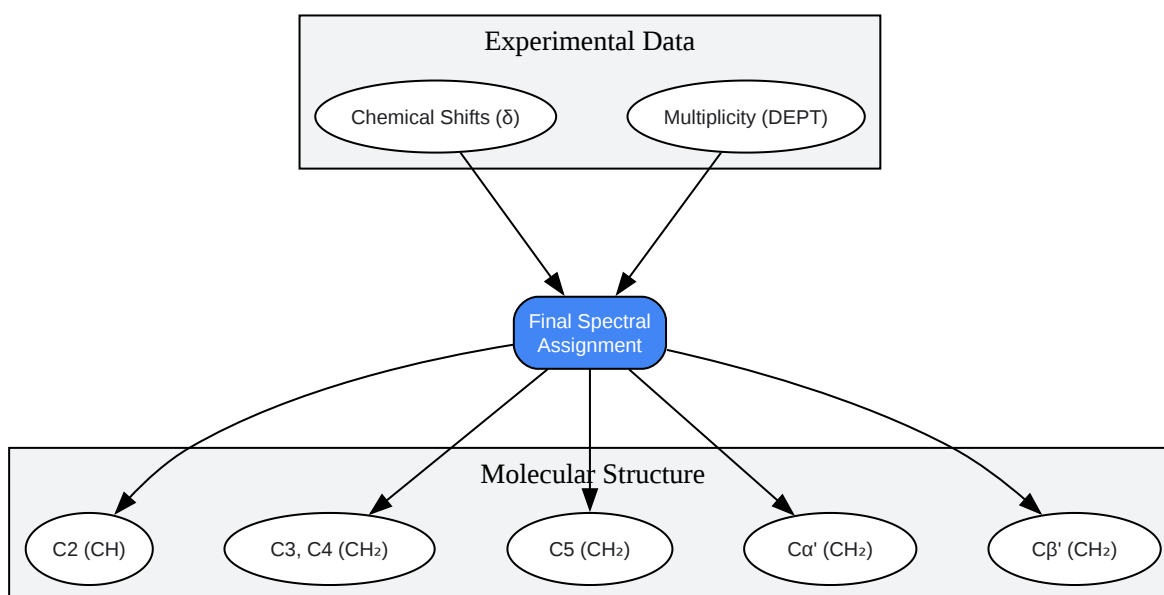 Experimental Data
Chemical Shifts (δ)
Multiplicity (DEPT)
Final Spectral
Assignment
Molecular Structure
C2 (CH)
C3, C4 (CH₂)
C5 (CH₂)
Cα' (CH₂)
Cβ' (CH₂)